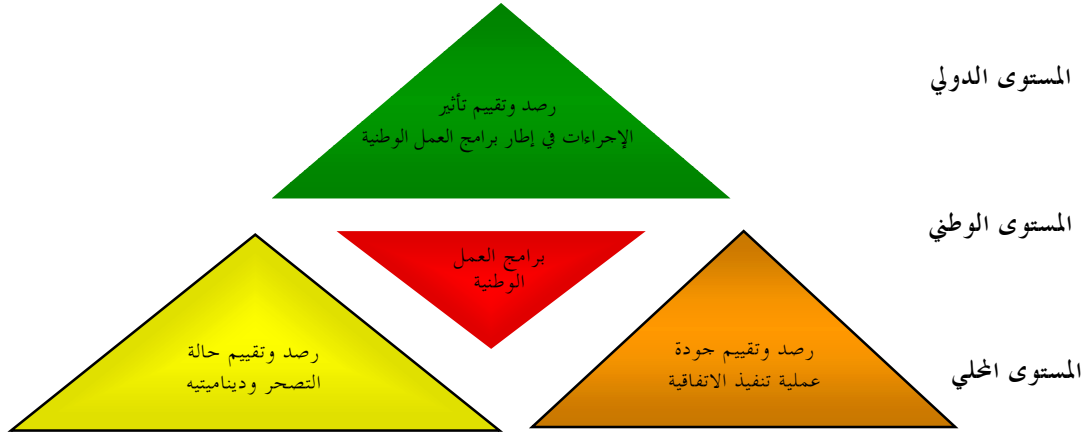 المستوى الدولي
رصد وتقييم تأثير
الإجراءات في إطار برامج العمل الوطنية
المستوى الوطني
برامج العمل
الوطنية
رصد وتقييم جودة
عملية تنفيذ الاتفاقية
رصد وتقييم حالة
التصحر وديناميتيه
المستوى المحلي